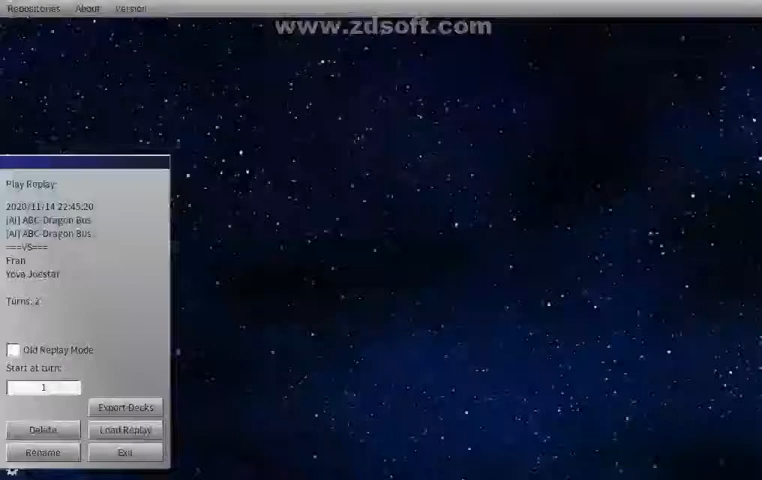 Repositories About Version
www.zdsoft.com
Play Replay:
2020/11/14 22:45:20
[AI] ABC-Dragon Bus
[AI] ABC-Dragon Bus
===VS===
Fran
Yova Joestar
Turns: 2
Old Replay Mode
Start at turn:
1
Export Decks
Delete Load Replay
Rename Exit